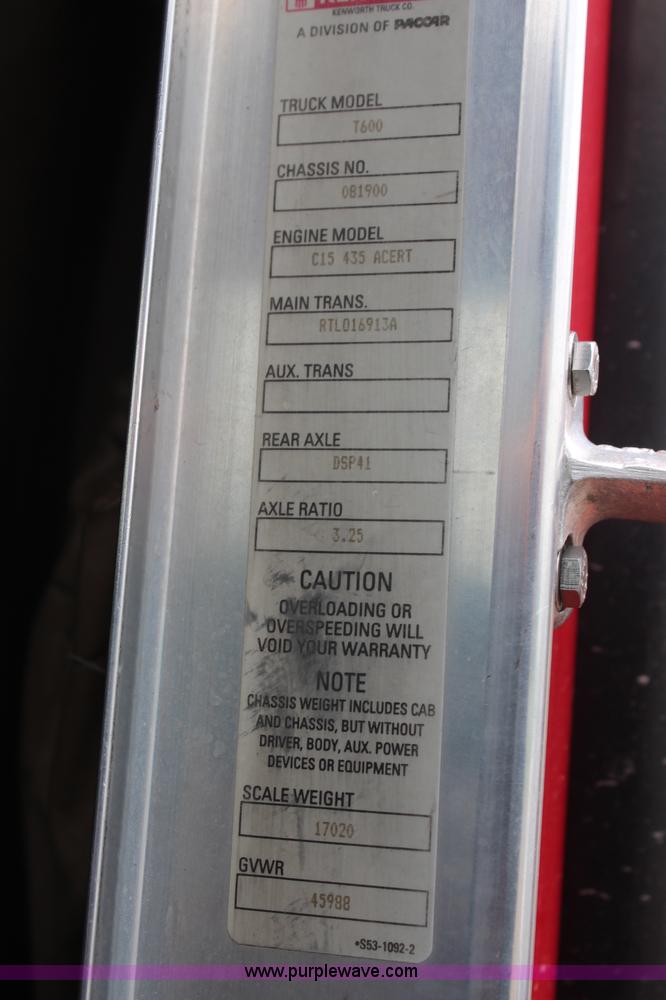 KENWORTH TRUCK CO.
A DIVISION OF PACCAR
TRUCK MODEL
T600
CHASSIS NO.
081900
ENGINE MODEL
C15 435 ACERT
MAIN TRANS.
RTLO16913A
AUX. TRANS
REAR AXLE
DSP41
AXLE RATIO
3.25
CAUTION
OVERLOADING OR
OVERSPEEDING WILL
VOID YOUR WARRANTY
NOTE
CHASSIS WEIGHT INCLUDES CAB
AND CHASSIS, BUT WITHOUT
DRIVER, BODY, AUX. POWER
DEVICES OR EQUIPMENT
SCALE WEIGHT
17020
GVWR
45988
•S53-1092-2
www.purplewave.com